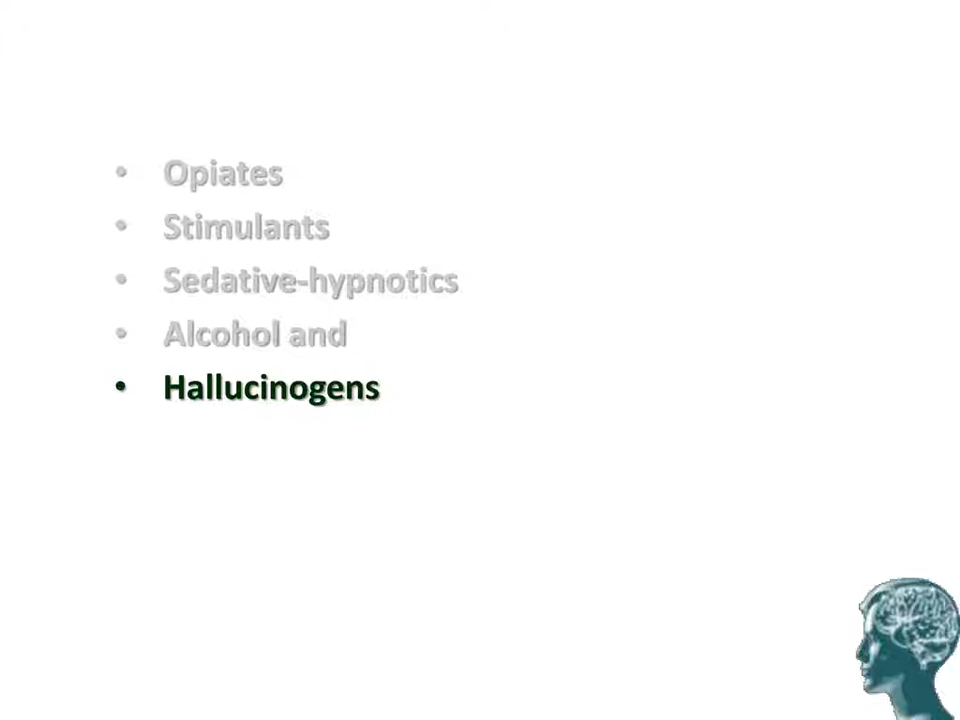 • Opiates
• Stimulants
• Sedative-hypnotics
• Alcohol and
• Hallucinogens